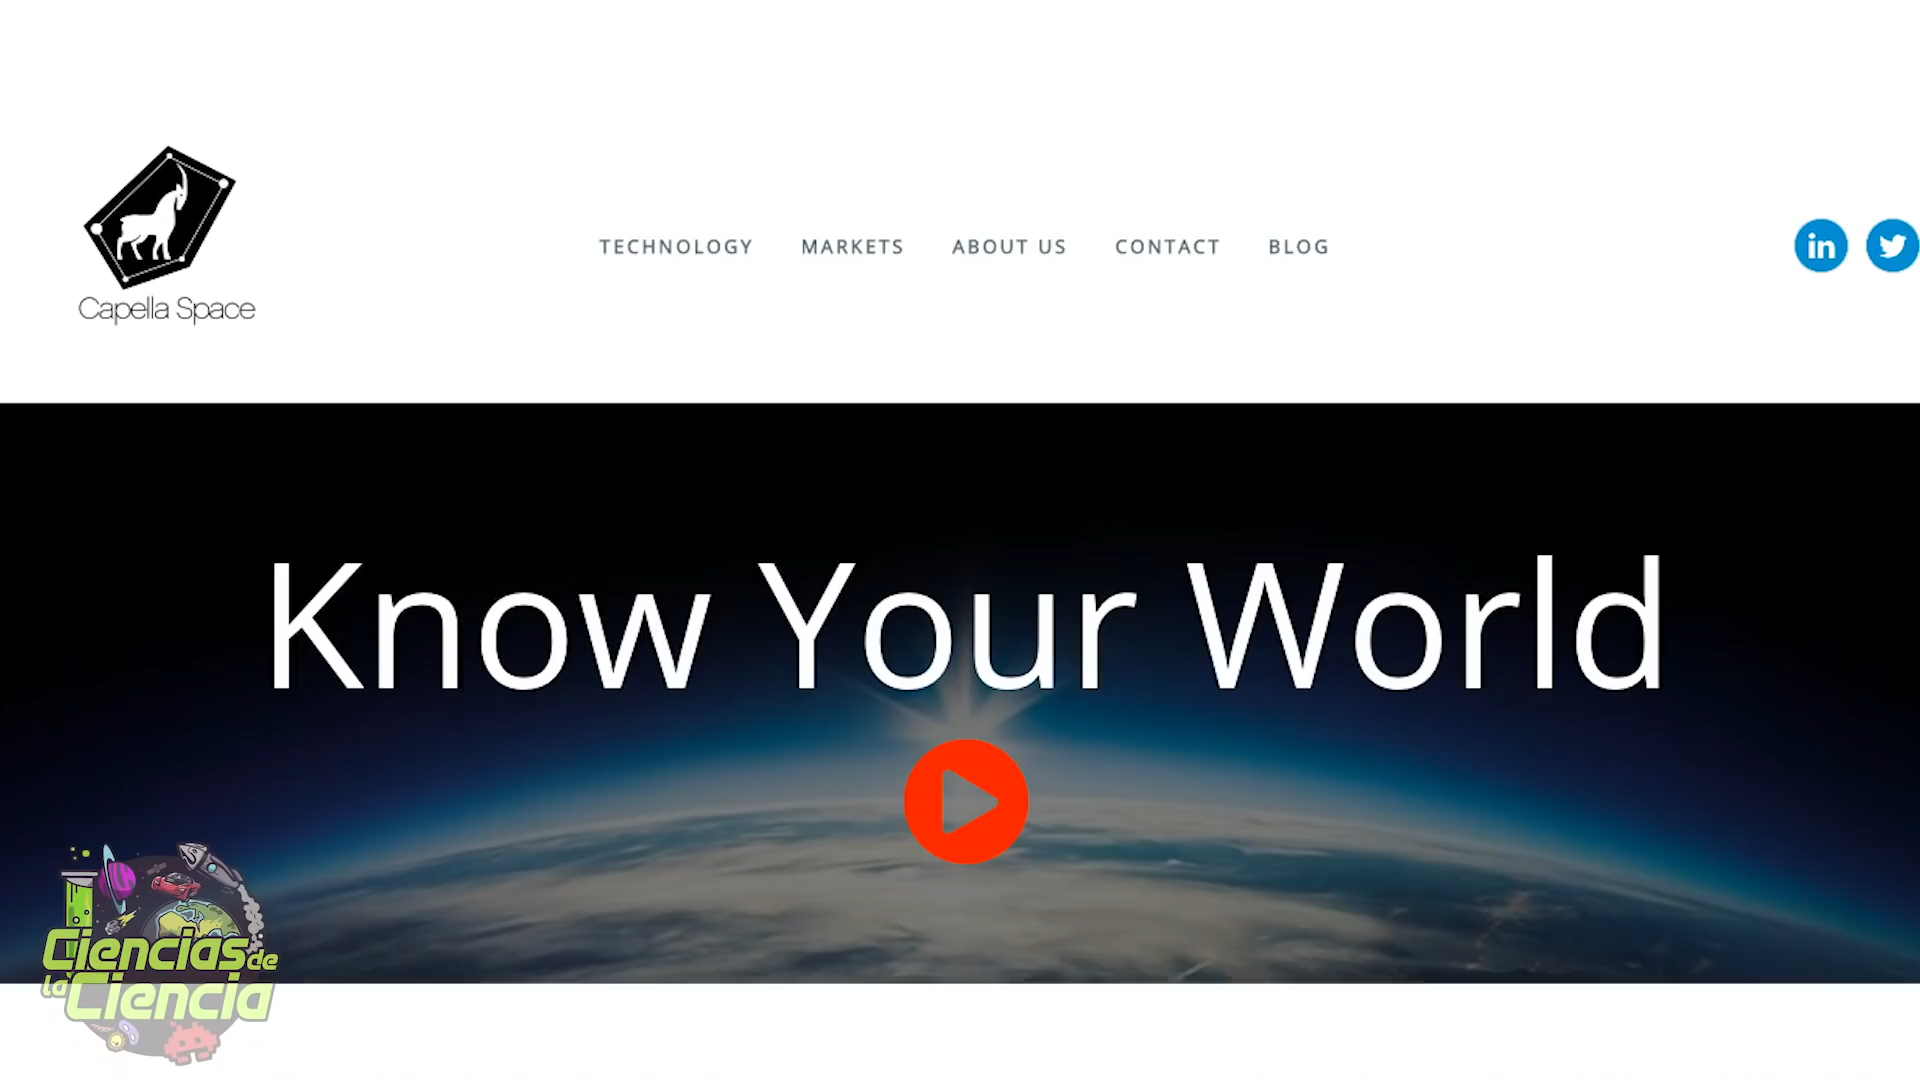 Capella Space
TECHNOLOGY MARKETS ABOUT US CONTACT BLOG
in
Know Your World
Ciencias de
la Ciencia